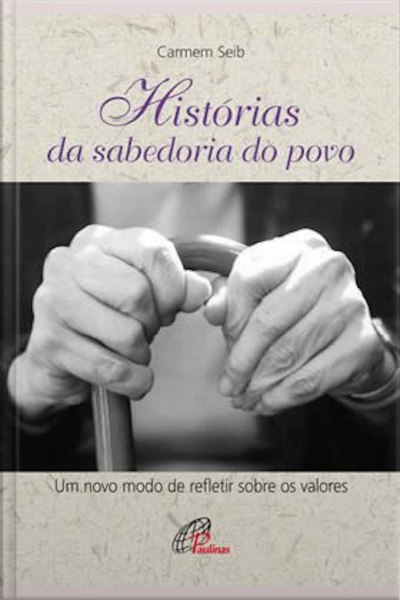 Carmem Seib
Histórias
da sabedoria do povo
Um novo modo de refletir sobre os valores
Paulinas